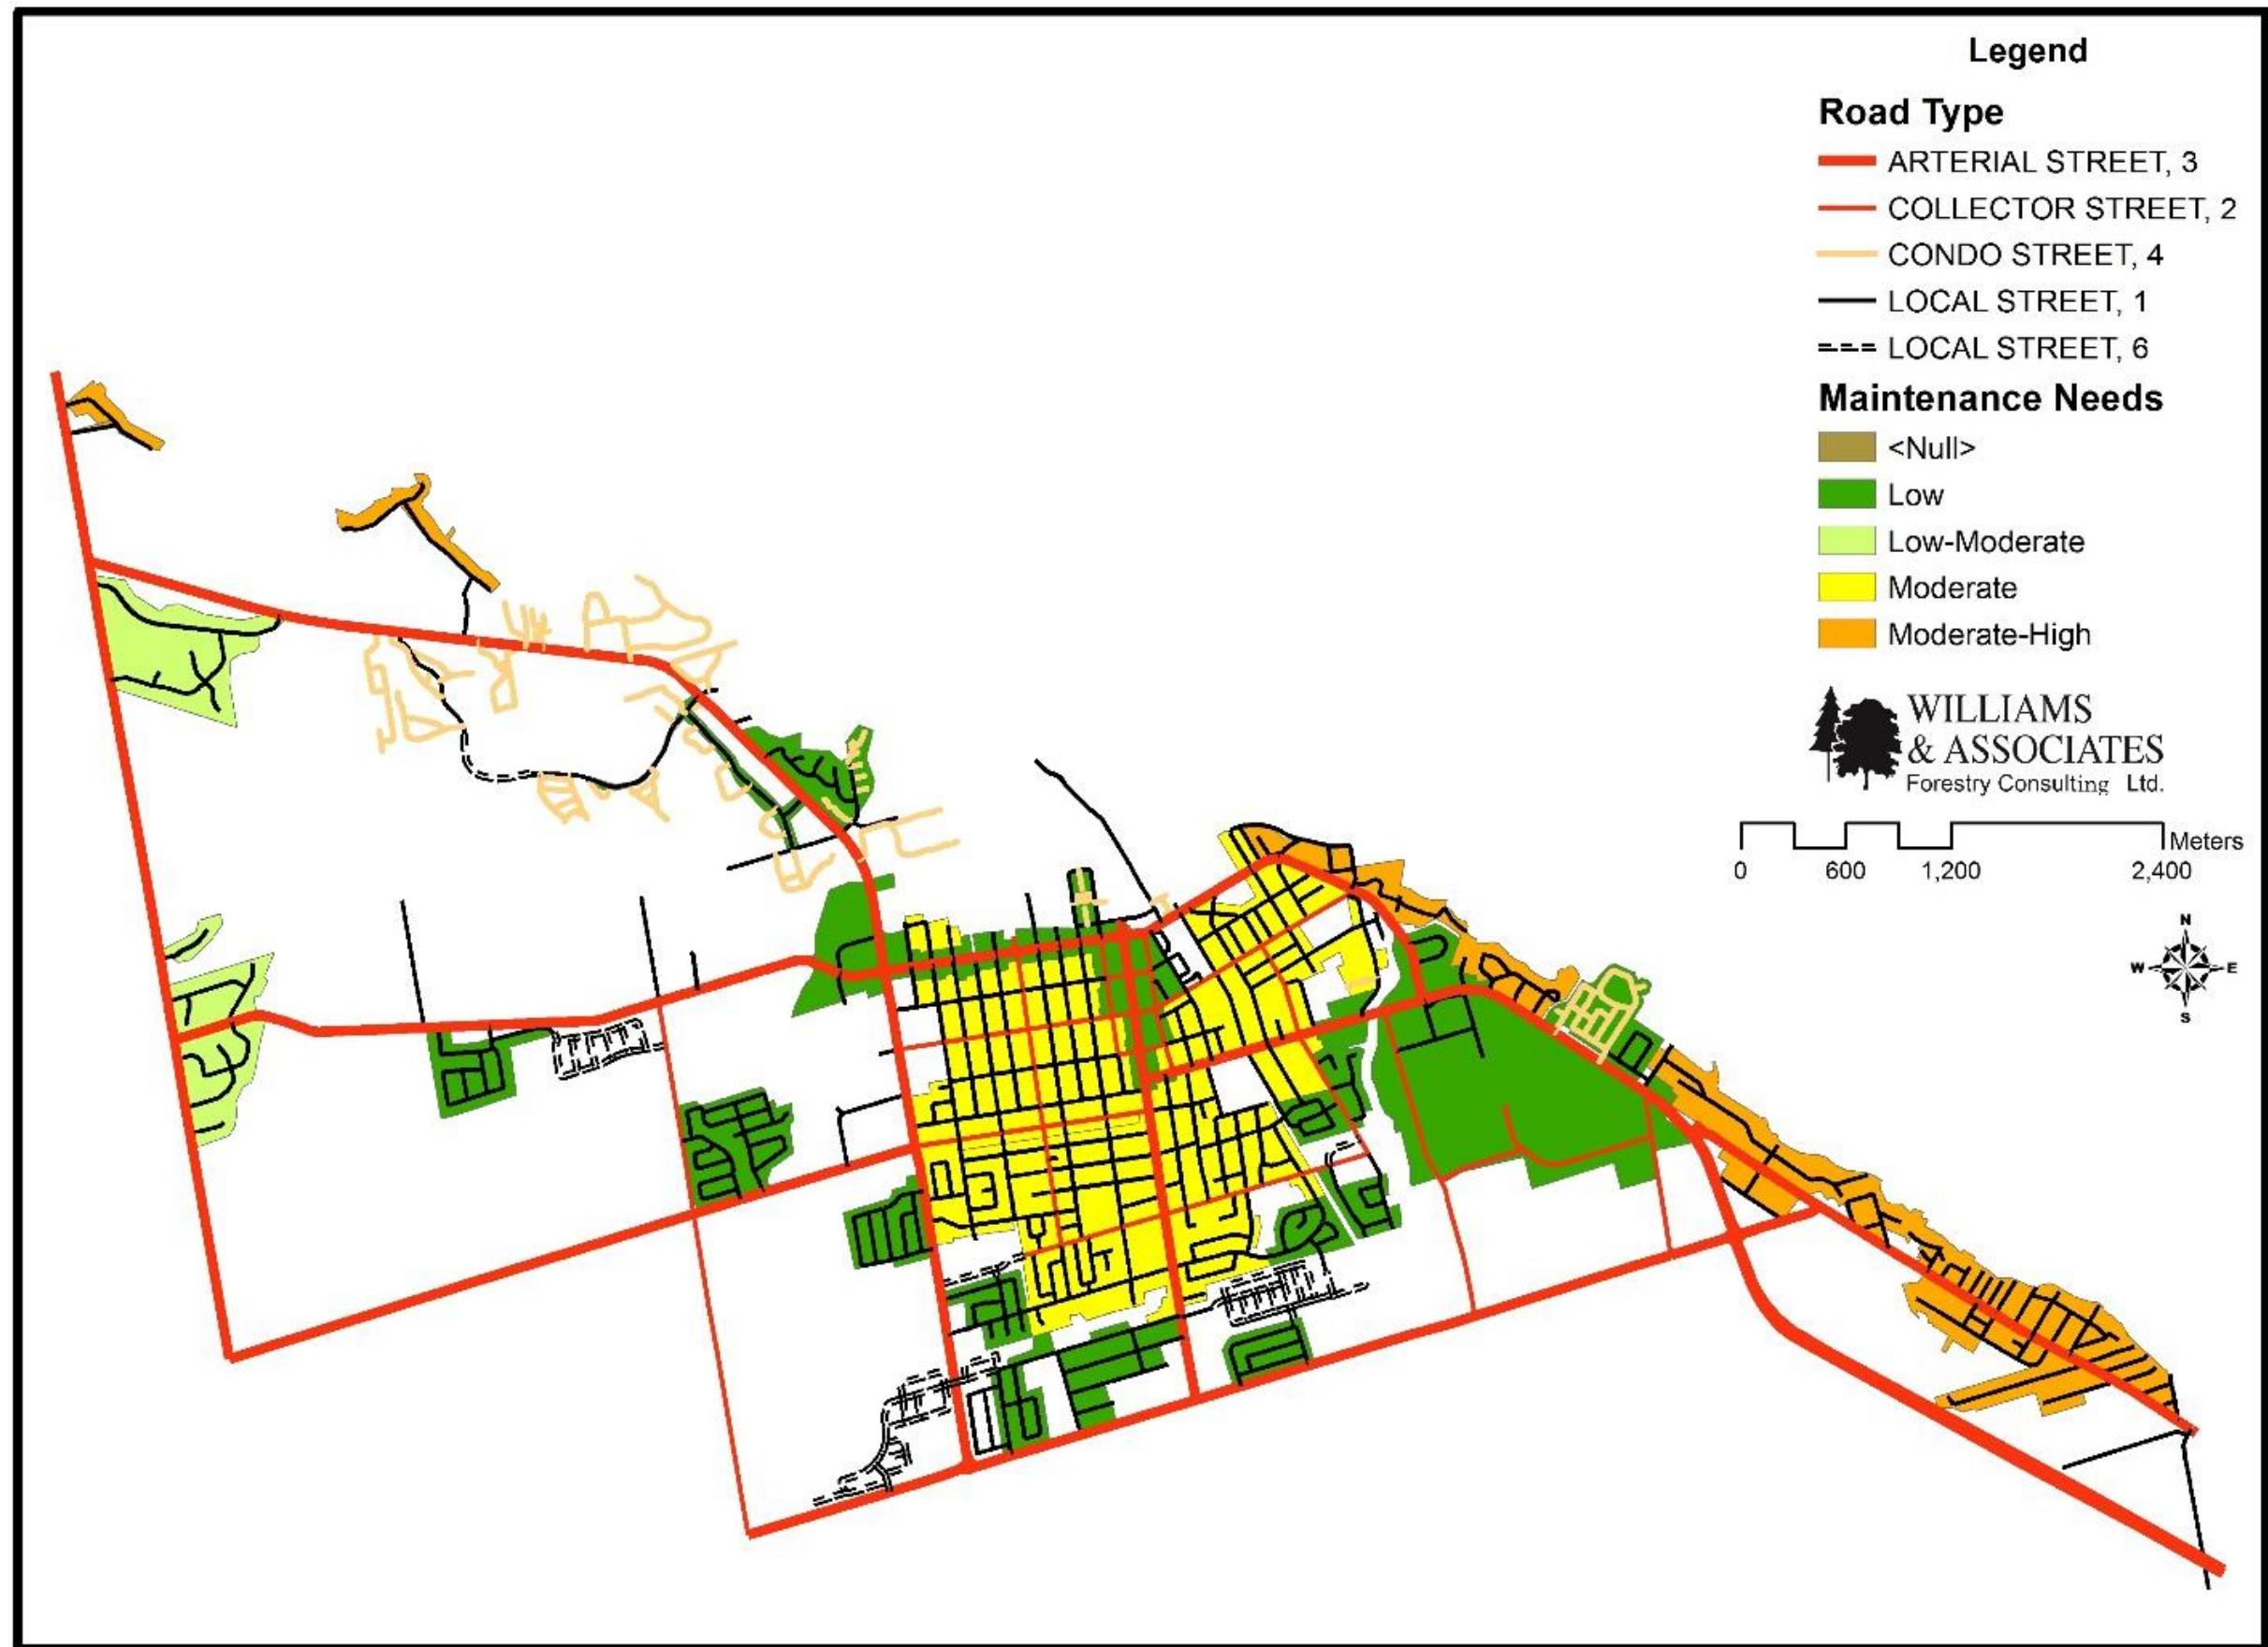 Legend
Road Type
ARTERIAL STREET, 3
COLLECTOR STREET, 2
CONDO STREET, 4
LOCAL STREET, 1
LOCAL STREET, 6
Maintenance Needs
<Null>
Low
Low-Moderate
Moderate
Moderate-High
WILLIAMS
& ASSOCIATES
Forestry Consulting Ltd.
Meters
0 600 1,200 2,400
N
W E
S